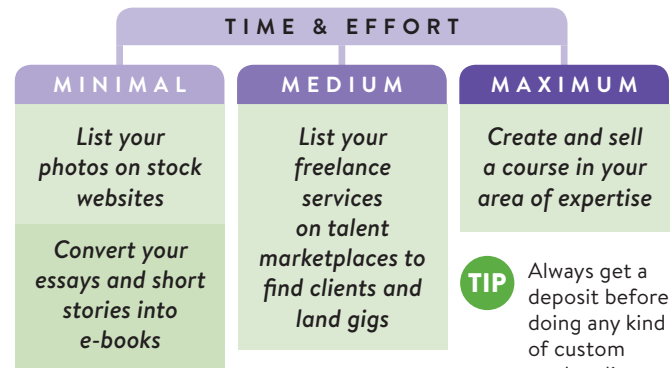 TIME & EFFORT
MINIMAL
List your
photos on stock
websites
Convert your
essays and short
stories into
e-books
MEDIUM
List your
freelance
services
on talent
marketplaces to
find clients and
land gigs
MAXIMUM
Create and sell
a course in your
area of expertise
TIP
Always get a
deposit before
doing any kind
of custom